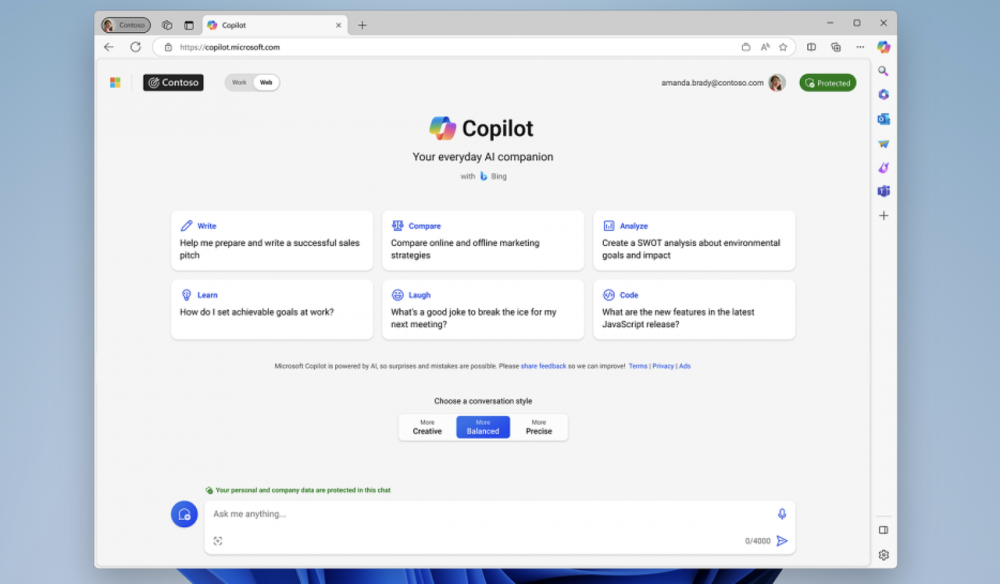 Contoso
Copilot
https://copilot.microsoft.com
Contoso
Work Web
amanda.brady@contoso.com
Protected
Copilot
Your everyday AI companion
with Bing
Write
Help me prepare and write a successful sales
pitch
Compare
Compare online and offline marketing
strategies
Analyze
Create a SWOT analysis about environmental
goals and impact
Learn
How do I set achievable goals at work?
Laugh
What's a good joke to break the ice for my
next meeting?
Code
What are the new features in the latest
JavaScript release?
Microsoft Copilot is powered by AI, so surprises and mistakes are possible. Please share feedback so we can improve! Terms | Privacy | Ads
Choose a conversation style
More
Creative
More
Balanced
More
Precise
Your personal and company data are protected in this chat
Ask me anything...
0/4000